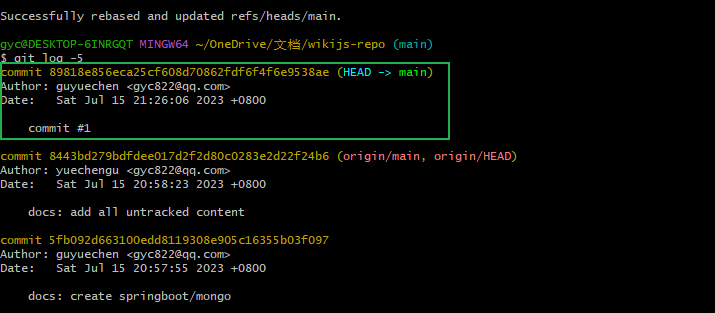 Successfully rebased and updated refs/heads/main.
gyc@DESKTOP-6INRGQT MINGW64 ~/OneDrive/文档/wikijs-repo (main)
$ git log -5
commit 89818e856eca25cf608d70862fdf6f4f6e9538ae (HEAD -> main)
Author: guyuechen <gyc822@qq.com>
Date:   Sat Jul 15 21:26:06 2023 +0800
commit #1
commit 8443bd279bdfdee017d2f2d80c0283e2d22f24b6 (origin/main, origin/HEAD)
Author: yuechengu <gyc822@qq.com>
Date:   Sat Jul 15 20:58:23 2023 +0800
docs: add all untracked content
commit 5fb092d663100edd8119308e905c16355b03f097
Author: guyuechen <gyc822@qq.com>
Date:   Sat Jul 15 20:57:55 2023 +0800
docs: create springboot/mongo